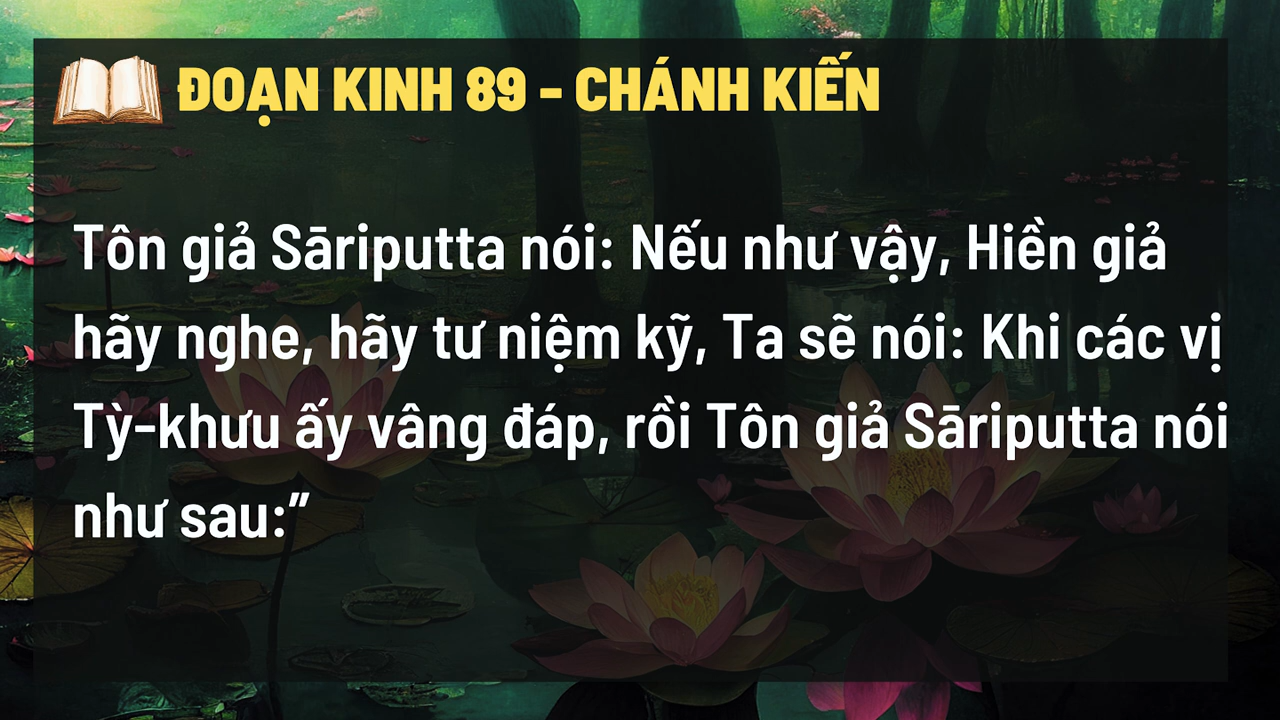 ĐOẠN KINH 89 - CHÁNH KIẾN
Tôn giả Sāriputta nói: Nếu như vậy, Hiền giả
hãy nghe, hãy tư niệm kỹ, Ta sẽ nói: Khi các vị
Tỳ-khưu ấy vâng đáp, rồi Tôn giả Sāriputta nói
như sau:”